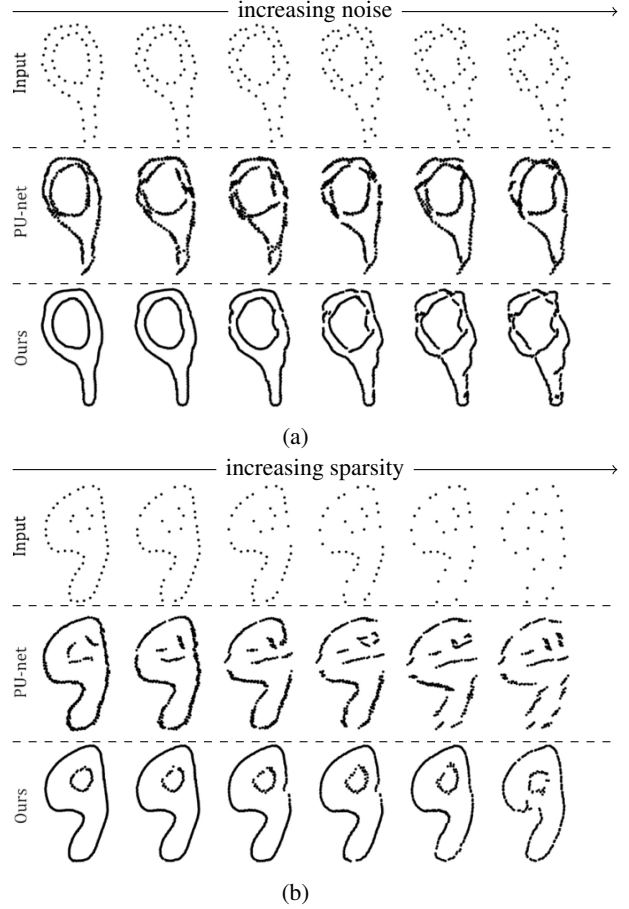 increasing noise
Input
PU-net
Ours
(a)
increasing sparsity
Input
PU-net
Ours
(b)